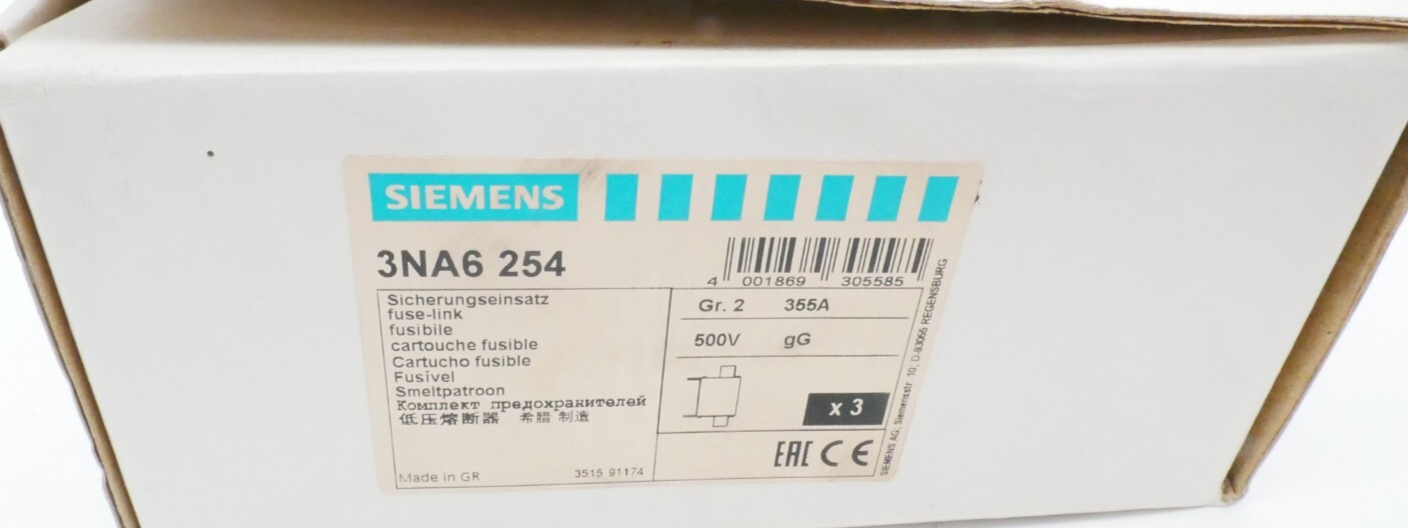 SIEMENS
3NA6 254
4 001869 305585
Sicherungseinsatz
fuse-link
fusibile
cartouche fusible
Cartucho fusible
Fusível
Smeltpatroon
Комплект предохранителей
低压熔断器 希腊 制造
Made in GR
3515 91174
Gr. 2 355A
500V gG
x 3
EAC CE
SIEMENS AG, Siemensstr. 10; D-93055 REGENSBURG